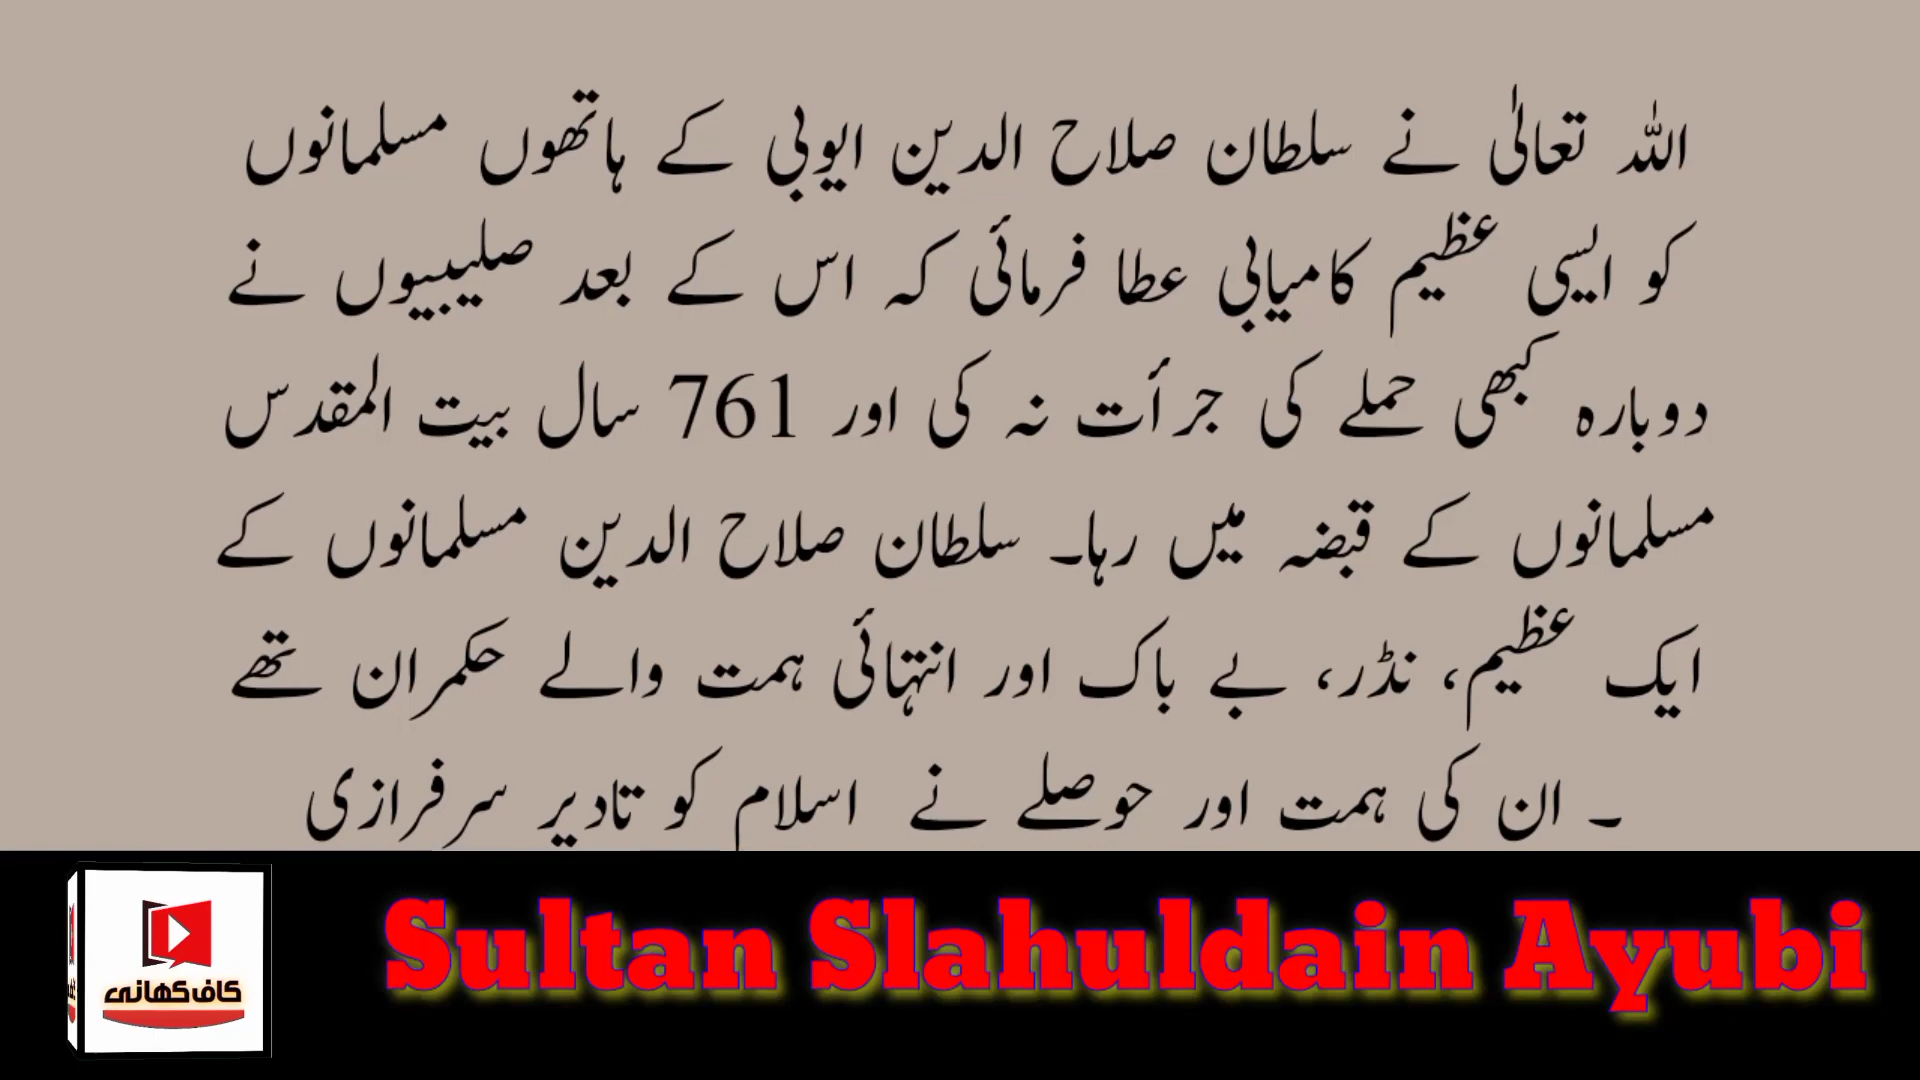 اللہ تعالیٰ نے سلطان صلاح الدین ایوبی کے ہاتھوں مسلمانوں
کو ایسی عظیم کامیابی عطا فرمائی کہ اس کے بعد صلیبیوں نے
دوبارہ کبھی حملے کی جرأت نہ کی اور 761 سال بیت المقدس
مسلمانوں کے قبضہ میں رہا۔ سلطان صلاح الدین مسلمانوں کے
ایک عظیم، نڈر، بے باک اور انتہائی ہمت والے حکمران تھے
۔ ان کی ہمت اور حوصلے نے اسلام کو تادیر سرفرازی
کاف کہانی
Sultan Slahuldain Ayubi